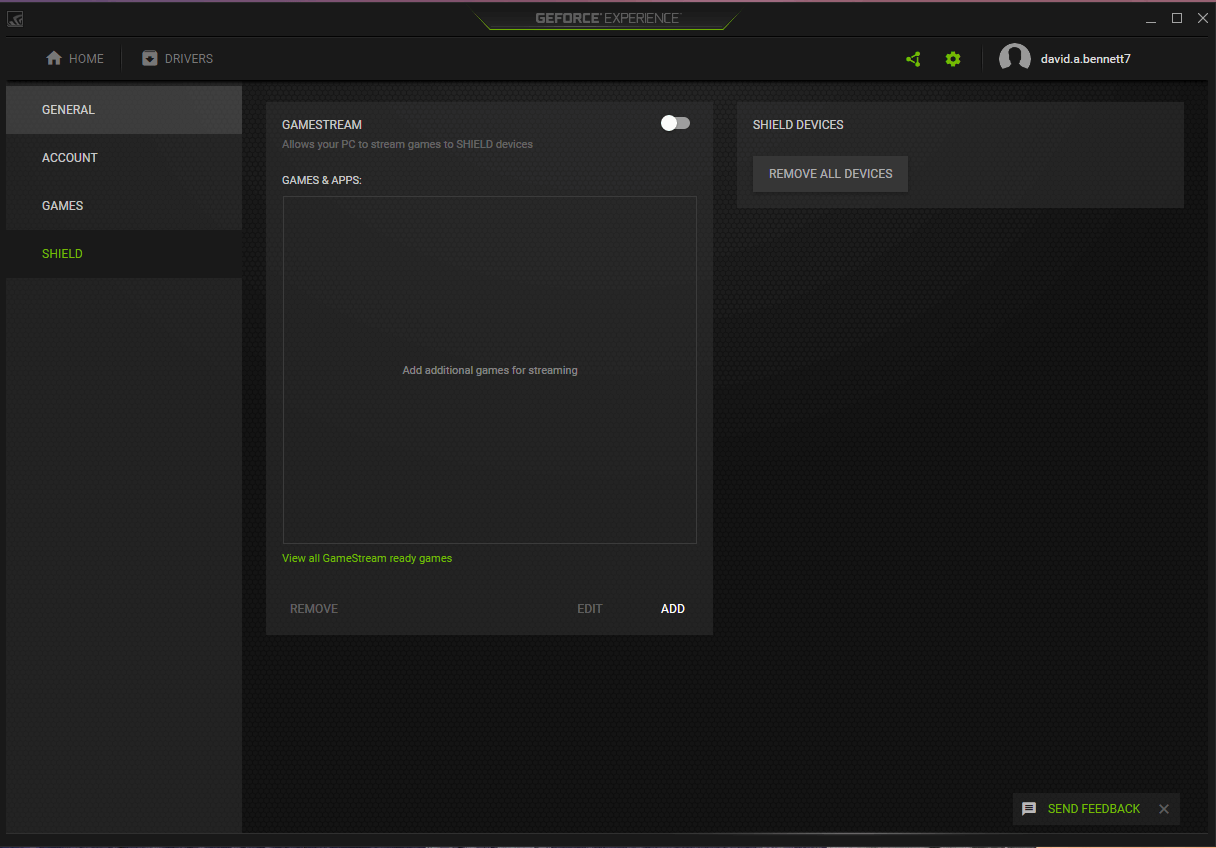 GEFORCE EXPERIENCE
HOME
DRIVERS
david.a.bennett7
GENERAL
ACCOUNT
GAMES
SHIELD
GAMESTREAM
Allows your PC to stream games to SHIELD devices
GAMES & APPS:
Add additional games for streaming
View all GameStream ready games
REMOVE
EDIT
ADD
SHIELD DEVICES
REMOVE ALL DEVICES
SEND FEEDBACK